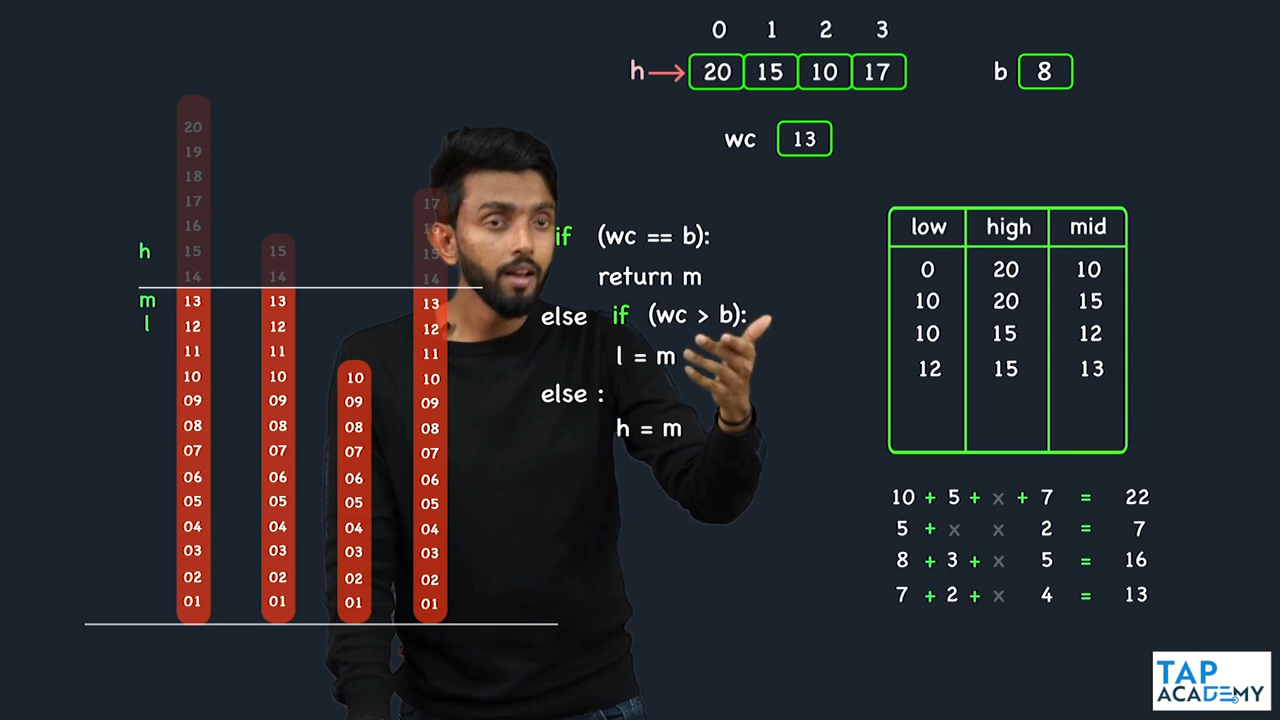 0 1 2 3
h 20 15 10 17
b 8
wc 13
20
19
18
17
16
h 15
14
m 13
l 12
11
10
09
08
07
06
05
04
03
02
01
15
14
13
12
11
10
09
08
07
06
05
04
03
02
01
10
09
08
07
06
05
04
03
02
01
17
15
14
13
12
11
10
09
08
07
06
05
04
03
02
01
if (wc == b):
return m
else if (wc > b):
l = m
else :
h = m
low high mid
0 20 10
10 20 15
10 15 12
12 15 13
10 + 5 + x + 7 = 22
5 + x x 2 = 7
8 + 3 + x 5 = 16
7 + 2 + x 4 = 13
TAP
ACADEMY